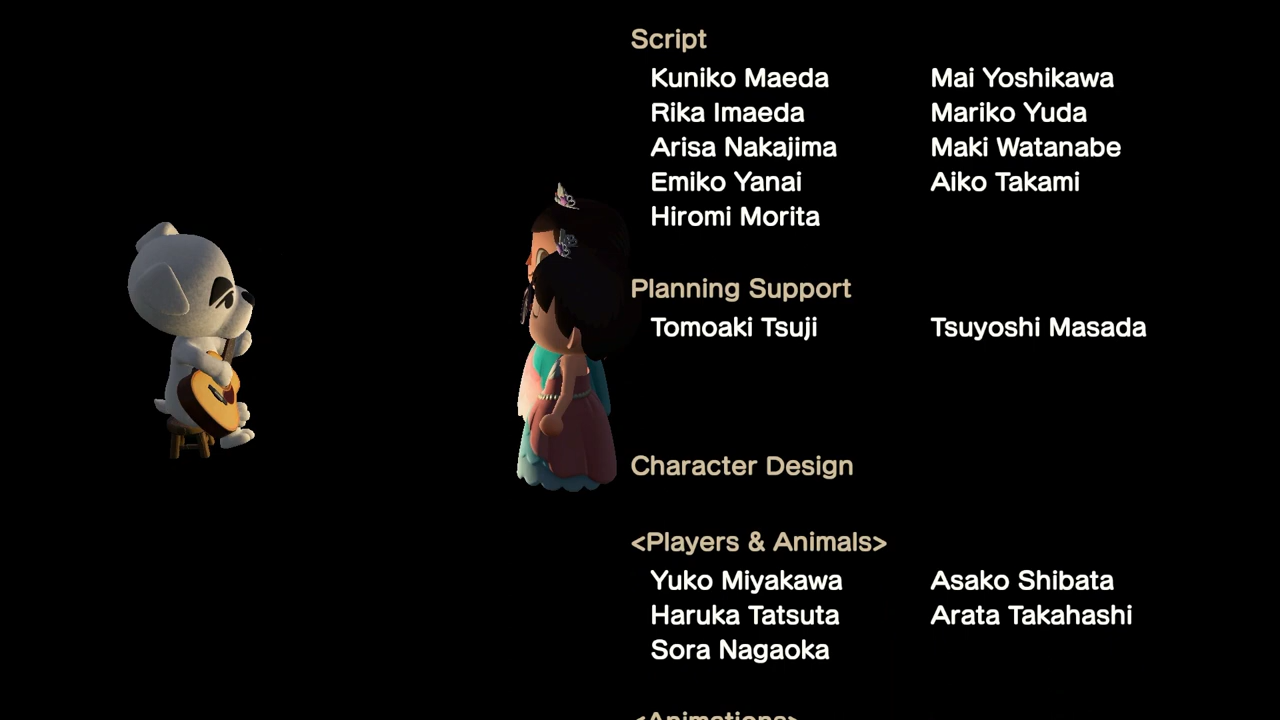 Script
Kuniko Maeda Mai Yoshikawa
Rika Imaeda Mariko Yuda
Arisa Nakajima Maki Watanabe
Emiko Yanai Aiko Takami
Hiromi Morita
Planning Support
Tomoaki Tsuji Tsuyoshi Masada
Character Design
<Players & Animals>
Yuko Miyakawa Asako Shibata
Haruka Tatsuta Arata Takahashi
Sora Nagaoka
<Animations>